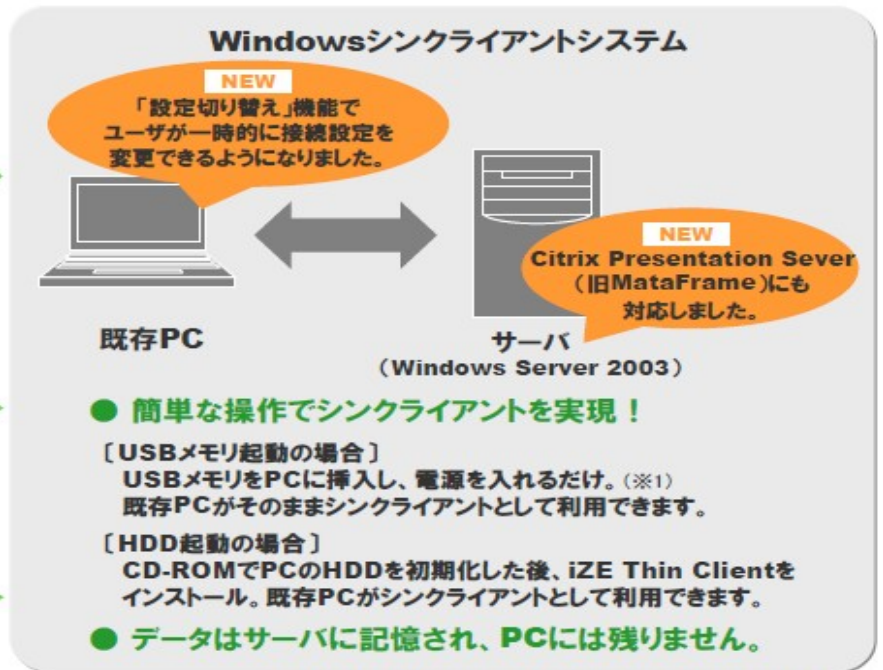 Windowsシンクライアントシステム
NEW
「設定切り替え」機能で
ユーザが一時的に接続設定を
変更できるようになりました。
NEW
Citrix Presentation Sever
（旧MataFrame）にも
対応しました。
既存PC
サーバ
（Windows Server 2003）
● 簡単な操作でシンクライアントを実現！
〔USBメモリ起動の場合〕
USBメモリをPCに挿入し、電源を入れるだけ。（※1）
既存PCがそのままシンクライアントとして利用できます。
〔HDD起動の場合〕
CD-ROMでPCのHDDを初期化した後、iZE Thin Clientを
インストール。既存PCがシンクライアントとして利用できます。
● データはサーバに記憶され、PCには残りません。